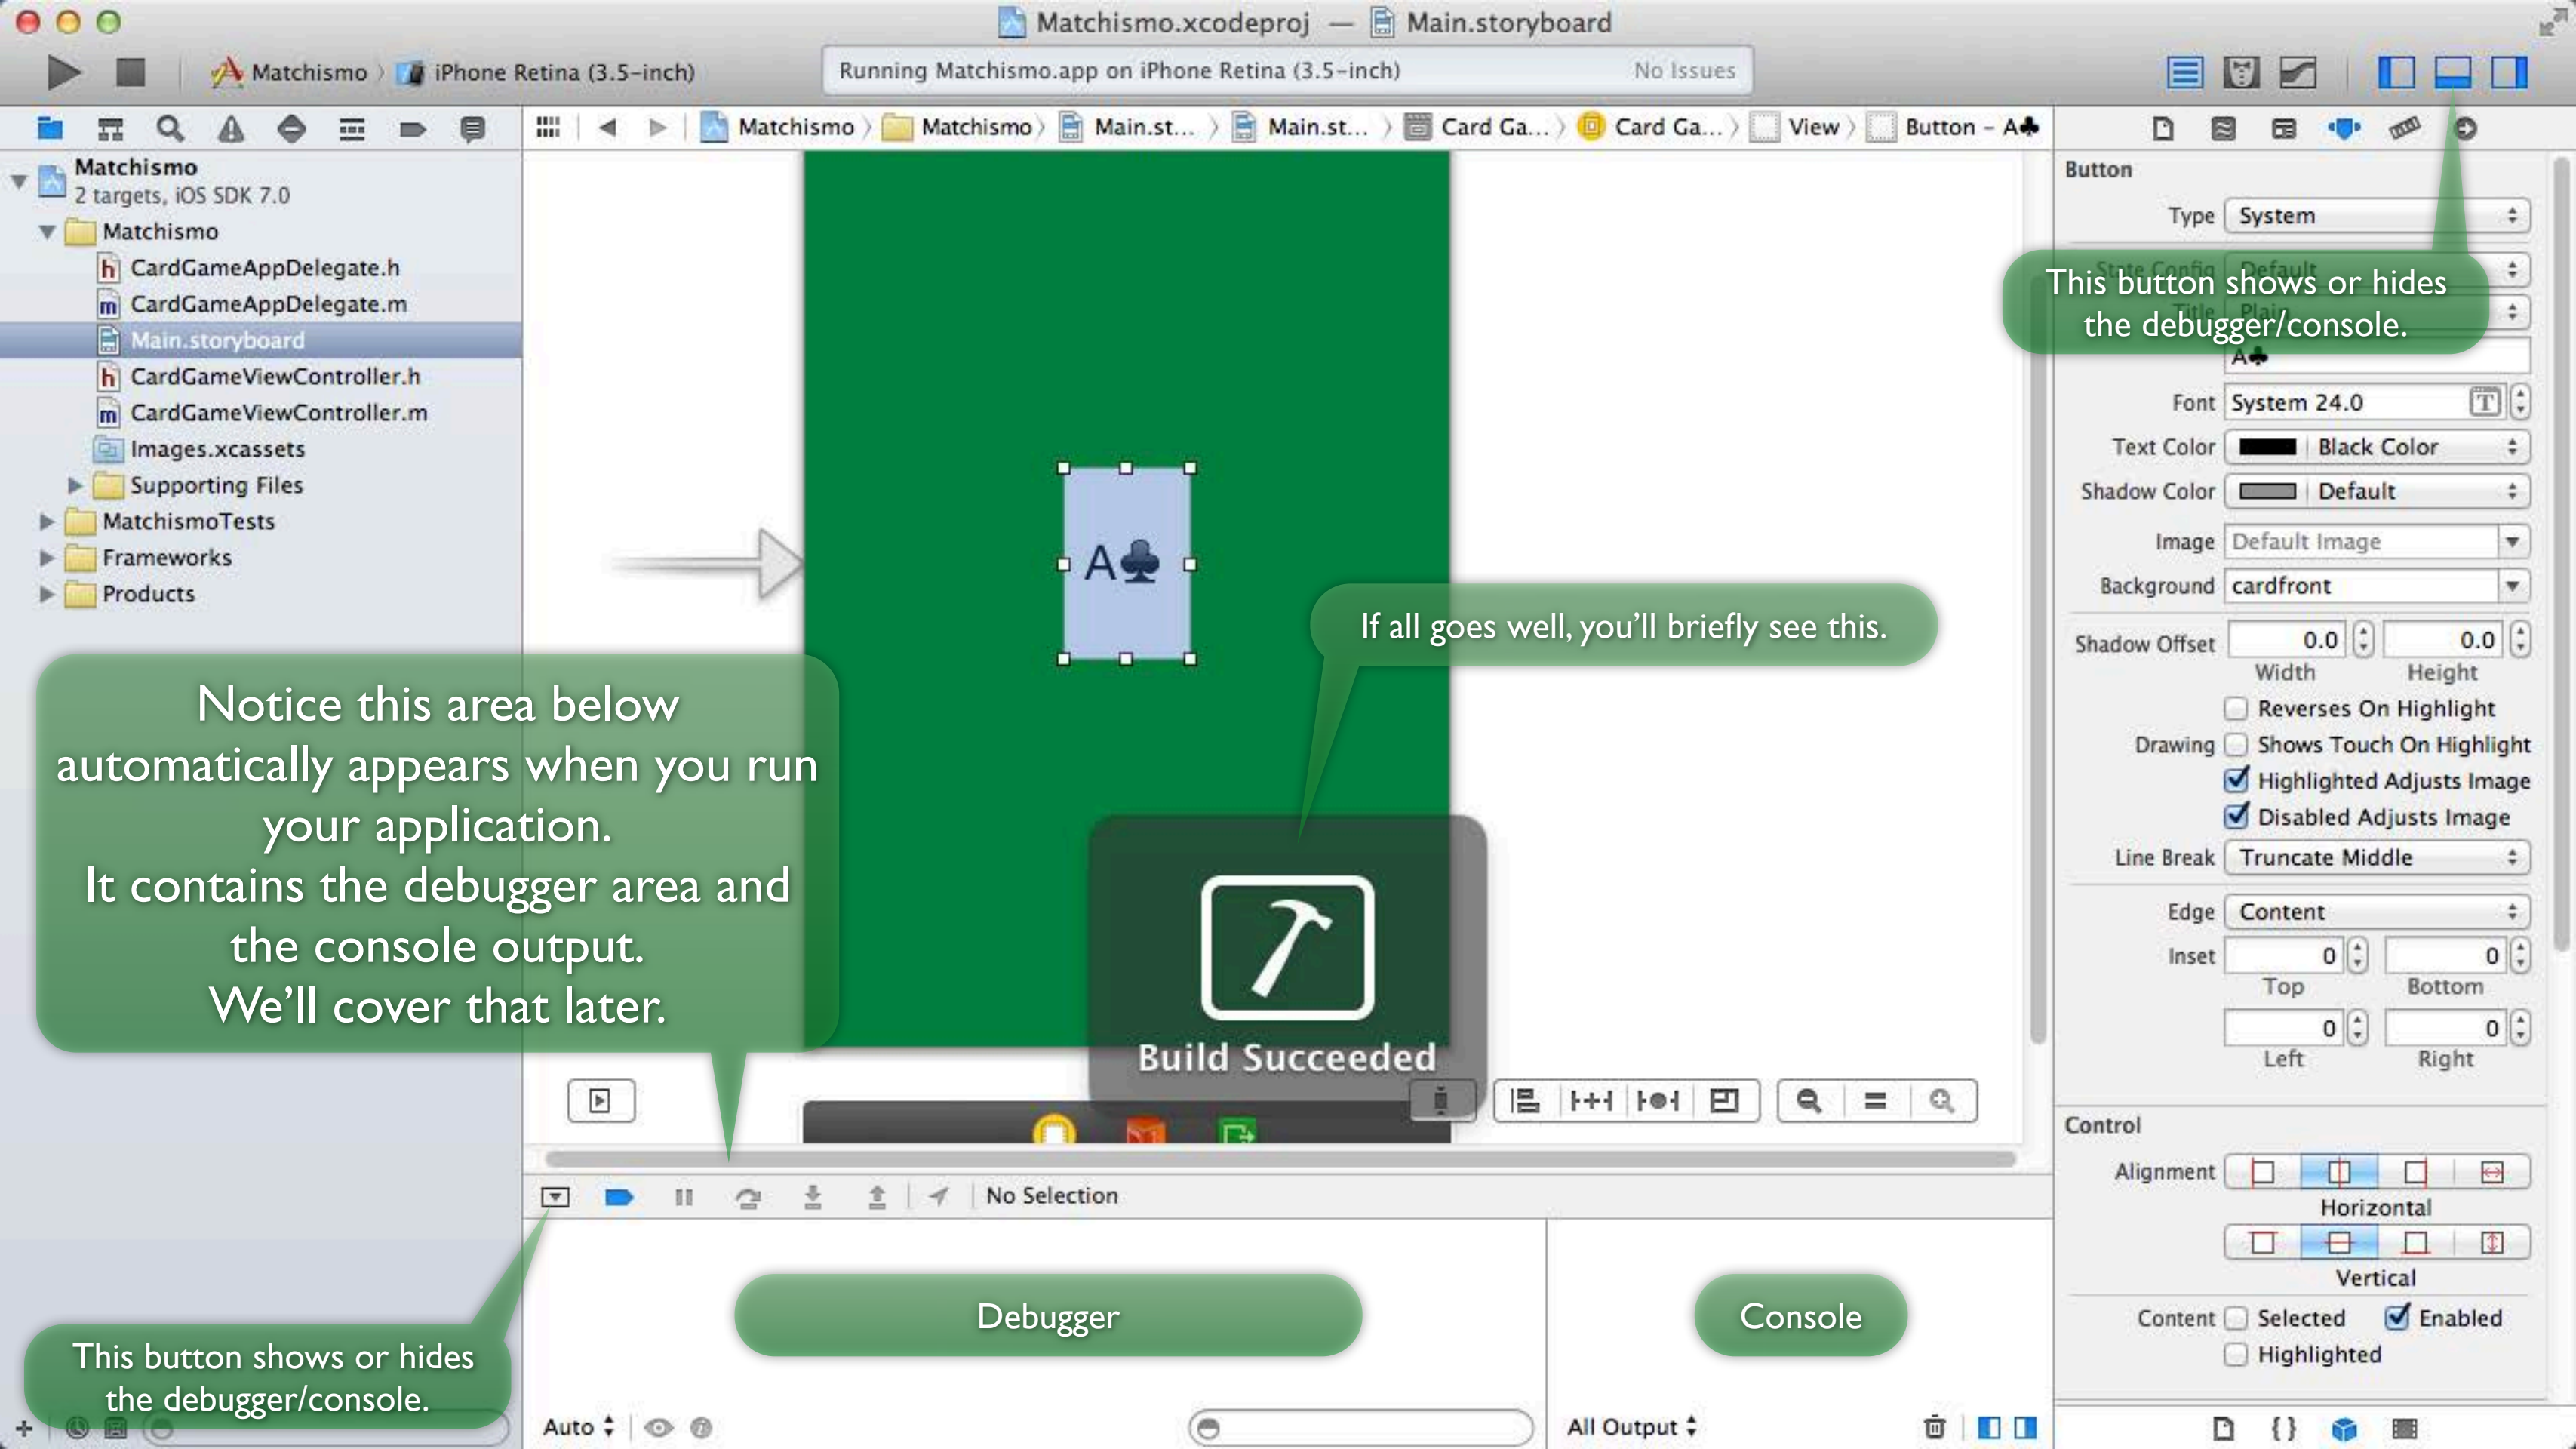 Matchismo.xcodeproj — Main.storyboard
Matchismo 〉 iPhone Retina (3.5-inch)
Running Matchismo.app on iPhone Retina (3.5-inch) No Issues
Matchismo 〉 Matchismo 〉 Main.st... 〉 Main.st... 〉 Card Ga... 〉 Card Ga... 〉 View 〉 Button - A♣
Matchismo
2 targets, iOS SDK 7.0
Matchismo
h CardGameAppDelegate.h
m CardGameAppDelegate.m
Main.storyboard
h CardGameViewController.h
m CardGameViewController.m
Images.xcassets
Supporting Files
MatchismoTests
Frameworks
Products
Notice this area below
automatically appears when you run
your application.
It contains the debugger area and
the console output.
We'll cover that later.
A♣
If all goes well, you'll briefly see this.
Build Succeeded
No Selection
Debugger
Console
This button shows or hides
the debugger/console.
Auto
All Output
Button
Type System
State Config Default
This button shows or hides
Title Plain
the debugger/console.
A♣
Font System 24.0 T
Text Color Black Color
Shadow Color Default
Image Default Image
Background cardfront
Shadow Offset 0.0 0.0
Width Height
Reverses On Highlight
Drawing Shows Touch On Highlight
Highlighted Adjusts Image
Disabled Adjusts Image
Line Break Truncate Middle
Edge Content
Inset 0 0
Top Bottom
0 0
Left Right
Control
Alignment
Horizontal
Vertical
Content Selected Enabled
Highlighted